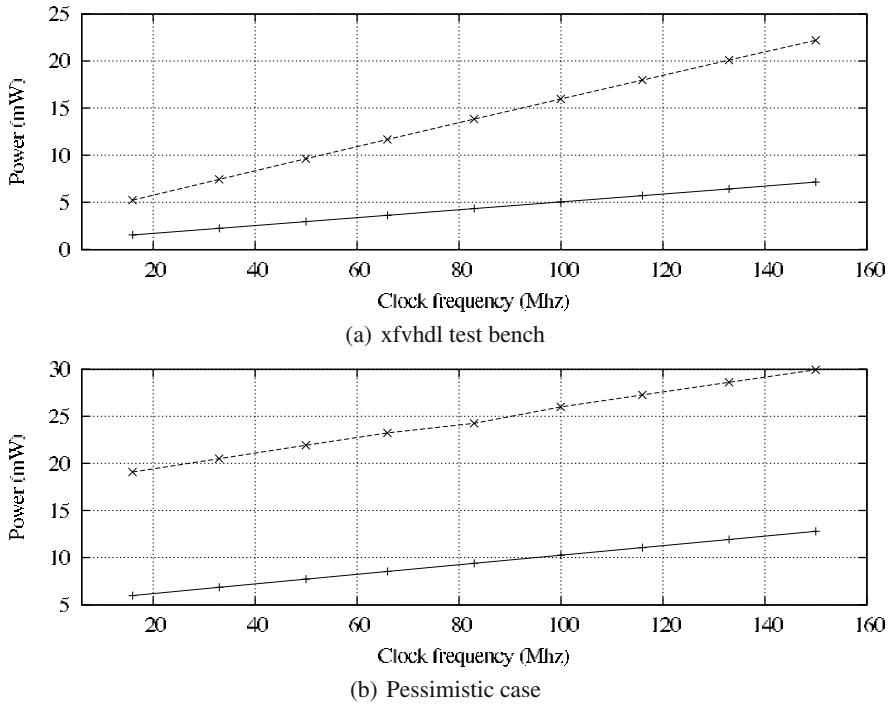 25
20
15
10
5
0
Power (mW)
20 40 60 80 100 120 140 160
Clock frequency (Mhz)
(a) xfvhdl test bench
30
25
20
15
10
5
Power (mW)
20 40 60 80 100 120 140 160
Clock frequency (Mhz)
(b) Pessimistic case